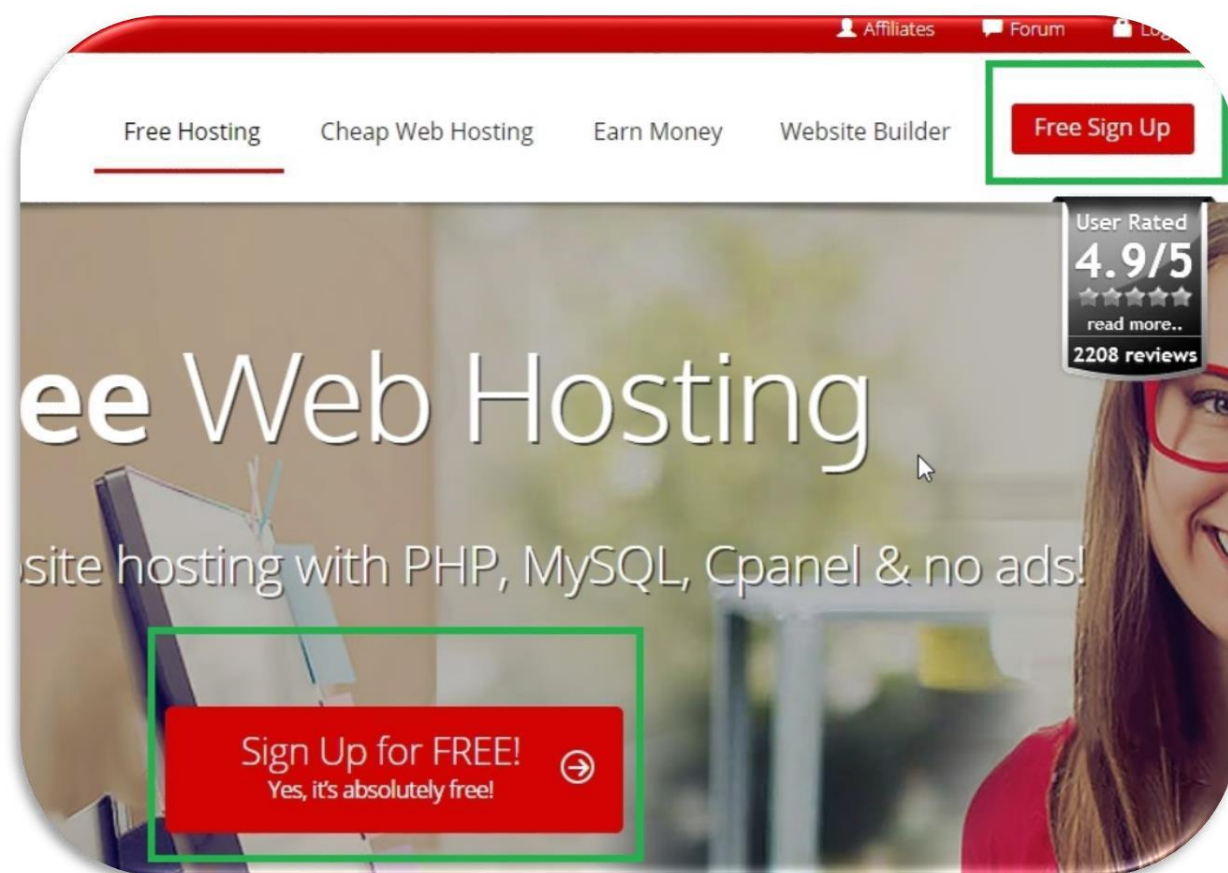 Affiliates Forum
Free Hosting Cheap Web Hosting Earn Money Website Builder Free Sign Up
User Rated
4.9/5
read more..
2208 reviews
ee Web Hosting
site hosting with PHP, MySQL, Cpanel & no ads!
Sign Up for FREE!
Yes, it's absolutely free!